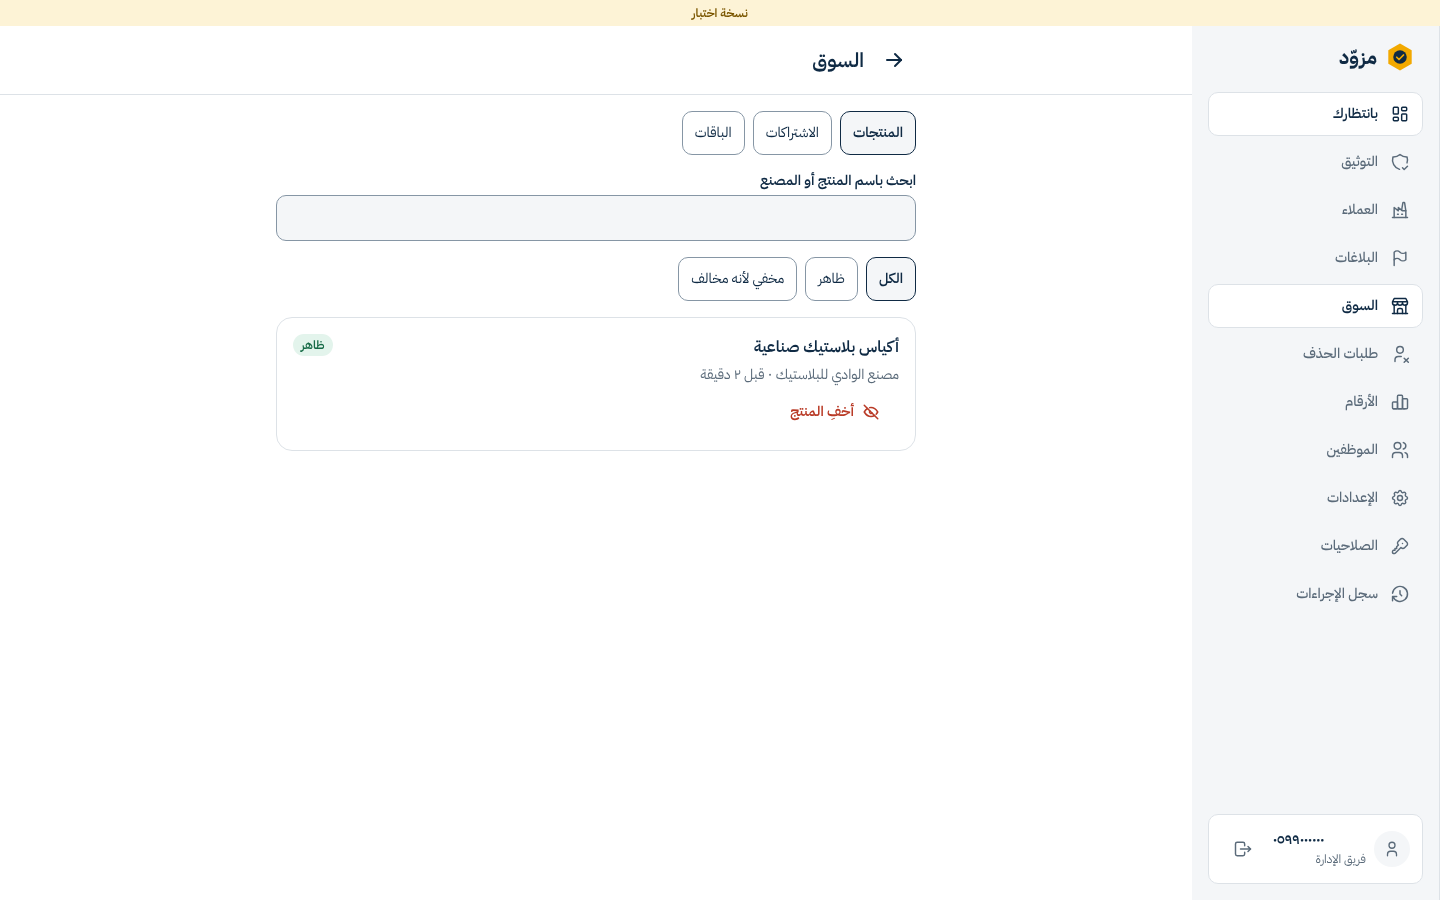 نسخة اختبار
مزوّد
بانتظارك
التوثيق
العملاء
البلاغات
السوق
طلبات الحذف
الأرقام
الموظفين
الإعدادات
الصلاحيات
سجل الإجراءات
٠٥٩٩٠٠٠٠٠٠
فريق الإدارة
السوق
المنتجات
الاشتراكات
الباقات
ابحث باسم المنتج أو المصنع
الكل
ظاهر
مخفي لأنه مخالف
أكياس بلاستيك صناعية
ظاهر
مصنع الوادي للبلاستيك · قبل ٢ دقيقة
أخفِ المنتج